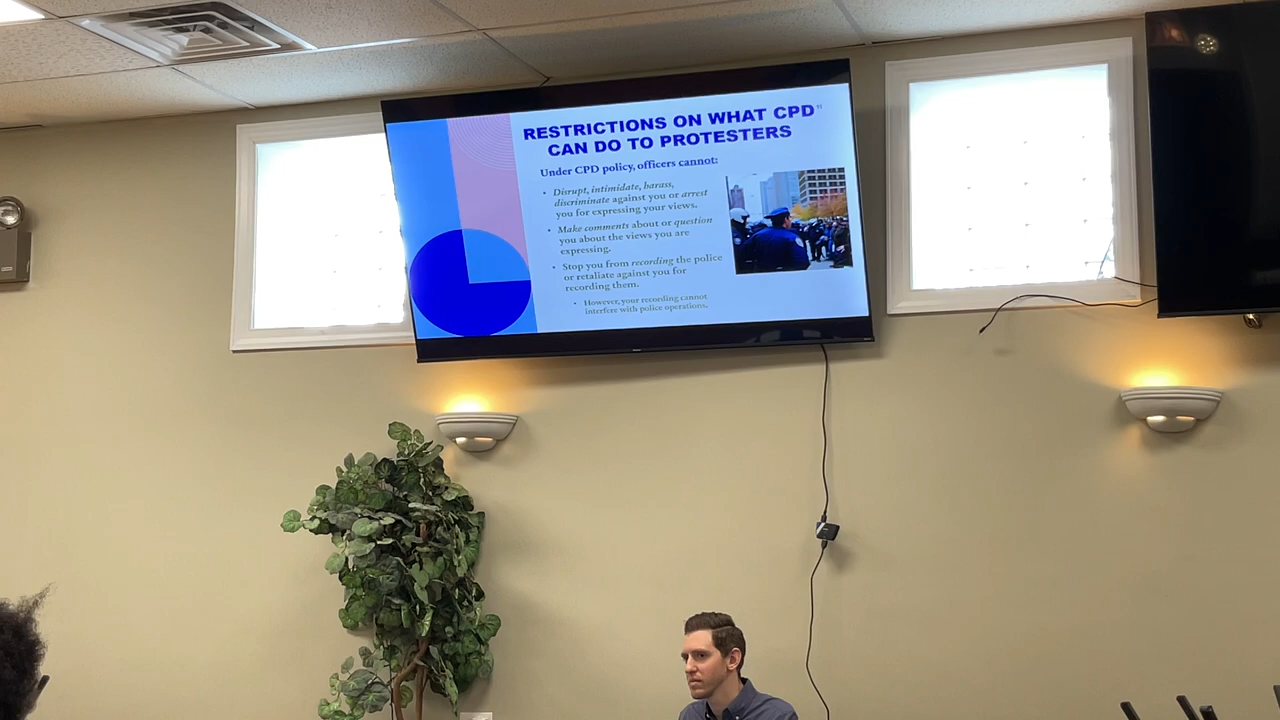 RESTRICTIONS ON WHAT CPD
CAN DO TO PROTESTERS
11
Under CPD policy, officers cannot:
• Disrupt, intimidate, harass,
discriminate against you or arrest
you for expressing your views.
• Make comments about or question
you about the views you are
expressing.
• Stop you from recording the police
or retaliate against you for
recording them.
• However, your recording cannot
interfere with police operations.